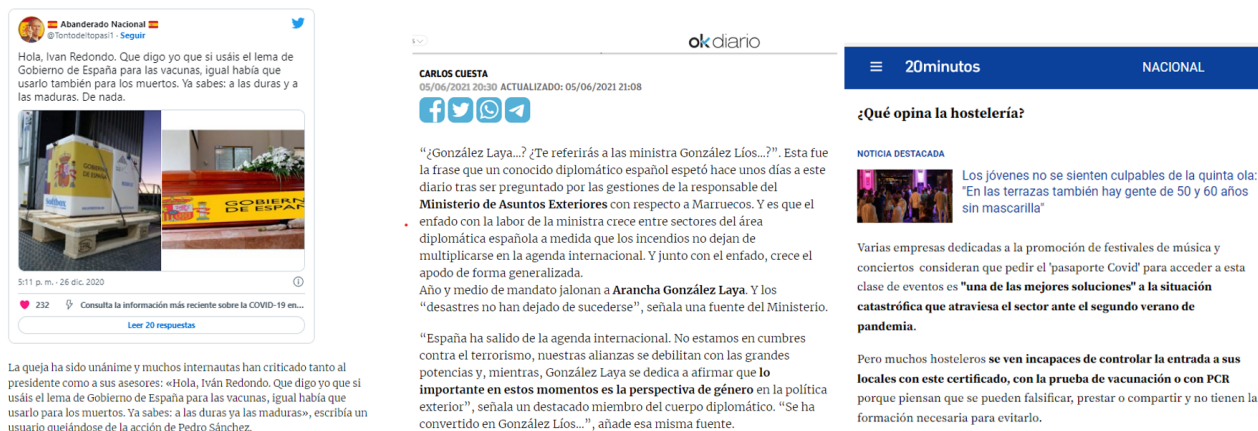 Abanderado Nacional
@Tontodeltopasi1 · Seguir
Hola, Ivan Redondo. Que digo yo que si usáis el lema de
Gobierno de España para las vacunas, igual había que
usarlo también para los muertos. Ya sabes: a las duras y a
las maduras. De nada.
GOBIERNO
DE ESPAÑA
Softbox
GOBIERN
DE ESPAÑ
5:11 p. m. · 26 dic. 2020
232 Consulta la información más reciente sobre la COVID-19 en...
Leer 20 respuestas
La queja ha sido unánime y muchos internautas han criticado tanto al
presidente como a sus asesores: «Hola, Iván Redondo. Que digo yo que si
usáis el lema de Gobierno de España para las vacunas, igual había que
usarlo para los muertos. Ya sabes: a las duras ya las maduras», escribía un
usuario quejándose de la acción de Pedro Sánchez.
okdiario
CARLOS CUESTA
05/06/2021 20:30 ACTUALIZADO: 05/06/2021 21:08
“¿González Laya...? ¿Te referirás a las ministra González Líos...?”. Esta fue
la frase que un conocido diplomático español espetó hace unos días a este
diario tras ser preguntado por las gestiones de la responsable del
Ministerio de Asuntos Exteriores con respecto a Marruecos. Y es que el
enfado con la labor de la ministra crece entre sectores del área
diplomática española a medida que los incendios no dejan de
multiplicarse en la agenda internacional. Y junto con el enfado, crece el
apodo de forma generalizada.
Año y medio de mandato jalonan a Arancha González Laya. Y los
“desastres no han dejado de sucederse”, señala una fuente del Ministerio.
“España ha salido de la agenda internacional. No estamos en cumbres
contra el terrorismo, nuestras alianzas se debilitan con las grandes
potencias y, mientras, González Laya se dedica a afirmar que lo
importante en estos momentos es la perspectiva de género en la política
exterior”, señala un destacado miembro del cuerpo diplomático. “Se ha
convertido en González Líos...”, añade esa misma fuente.
20minutos NACIONAL
¿Qué opina la hostelería?
NOTICIA DESTACADA
Los jóvenes no se sienten culpables de la quinta ola:
"En las terrazas también hay gente de 50 y 60 años
sin mascarilla"
Varias empresas dedicadas a la promoción de festivales de música y
conciertos consideran que pedir el 'pasaporte Covid' para acceder a esta
clase de eventos es "una de las mejores soluciones" a la situación
catastrófica que atraviesa el sector ante el segundo verano de
pandemia.
Pero muchos hosteleros se ven incapaces de controlar la entrada a sus
locales con este certificado, con la prueba de vacunación o con PCR
porque piensan que se pueden falsificar, prestar o compartir y no tienen la
formación necesaria para evitarlo.